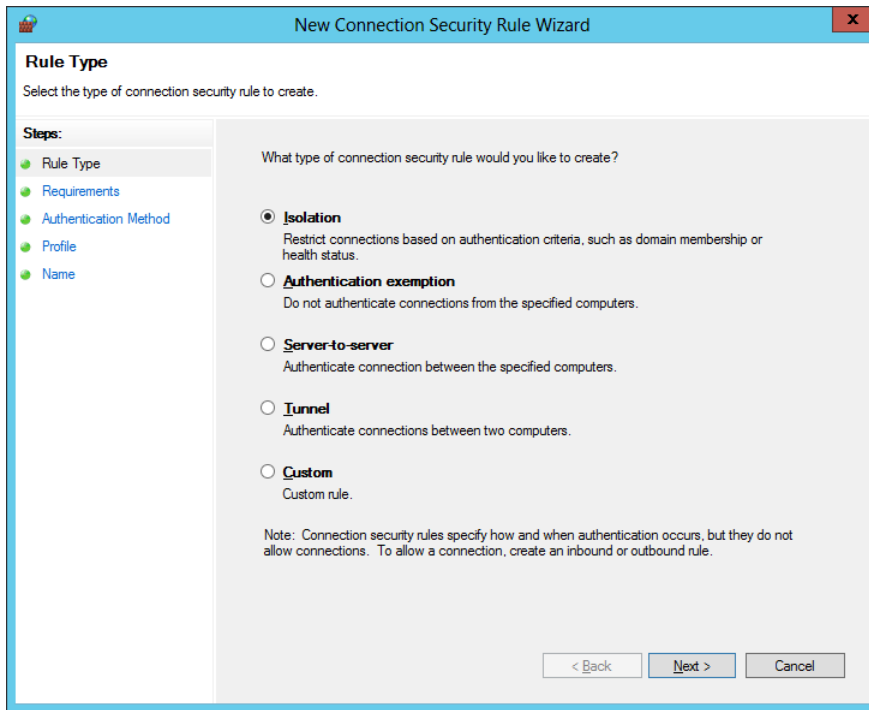 New Connection Security Rule Wizard
x
Rule Type
Select the type of connection security rule to create.
Steps:
Rule Type
Requirements
Authentication Method
Profile
Name
What type of connection security rule would you like to create?
Isolation
Restrict connections based on authentication criteria, such as domain membership or
health status.
Authentication exemption
Do not authenticate connections from the specified computers.
Server-to-server
Authenticate connection between the specified computers.
Tunnel
Authenticate connections between two computers.
Custom
Custom rule.
Note: Connection security rules specify how and when authentication occurs, but they do not
allow connections. To allow a connection, create an inbound or outbound rule.
< Back Next > Cancel